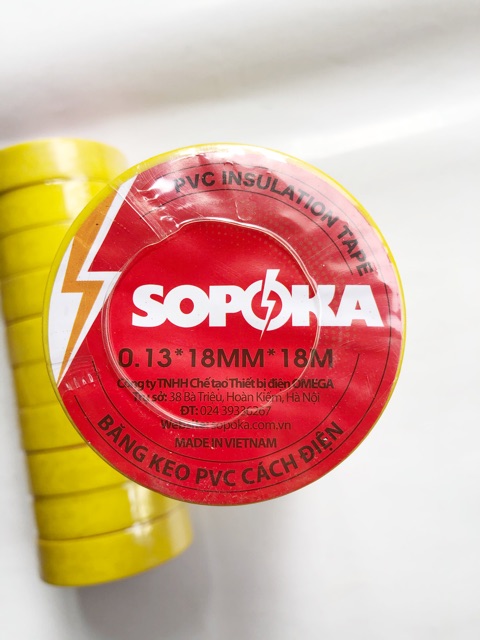 PVC INSULATION TAPE
SOPOKA
0.13*18MM*18M
Công ty TNHH Chế tạo Thiết bị điện OMEGA
Trụ sở: 38 Bà Triệu, Hoàn Kiếm, Hà Nội
ĐT: 024 39336267
Website: sopoka.com.vn
MADE IN VIETNAM
BĂNG KEO PVC CÁCH ĐIỆN